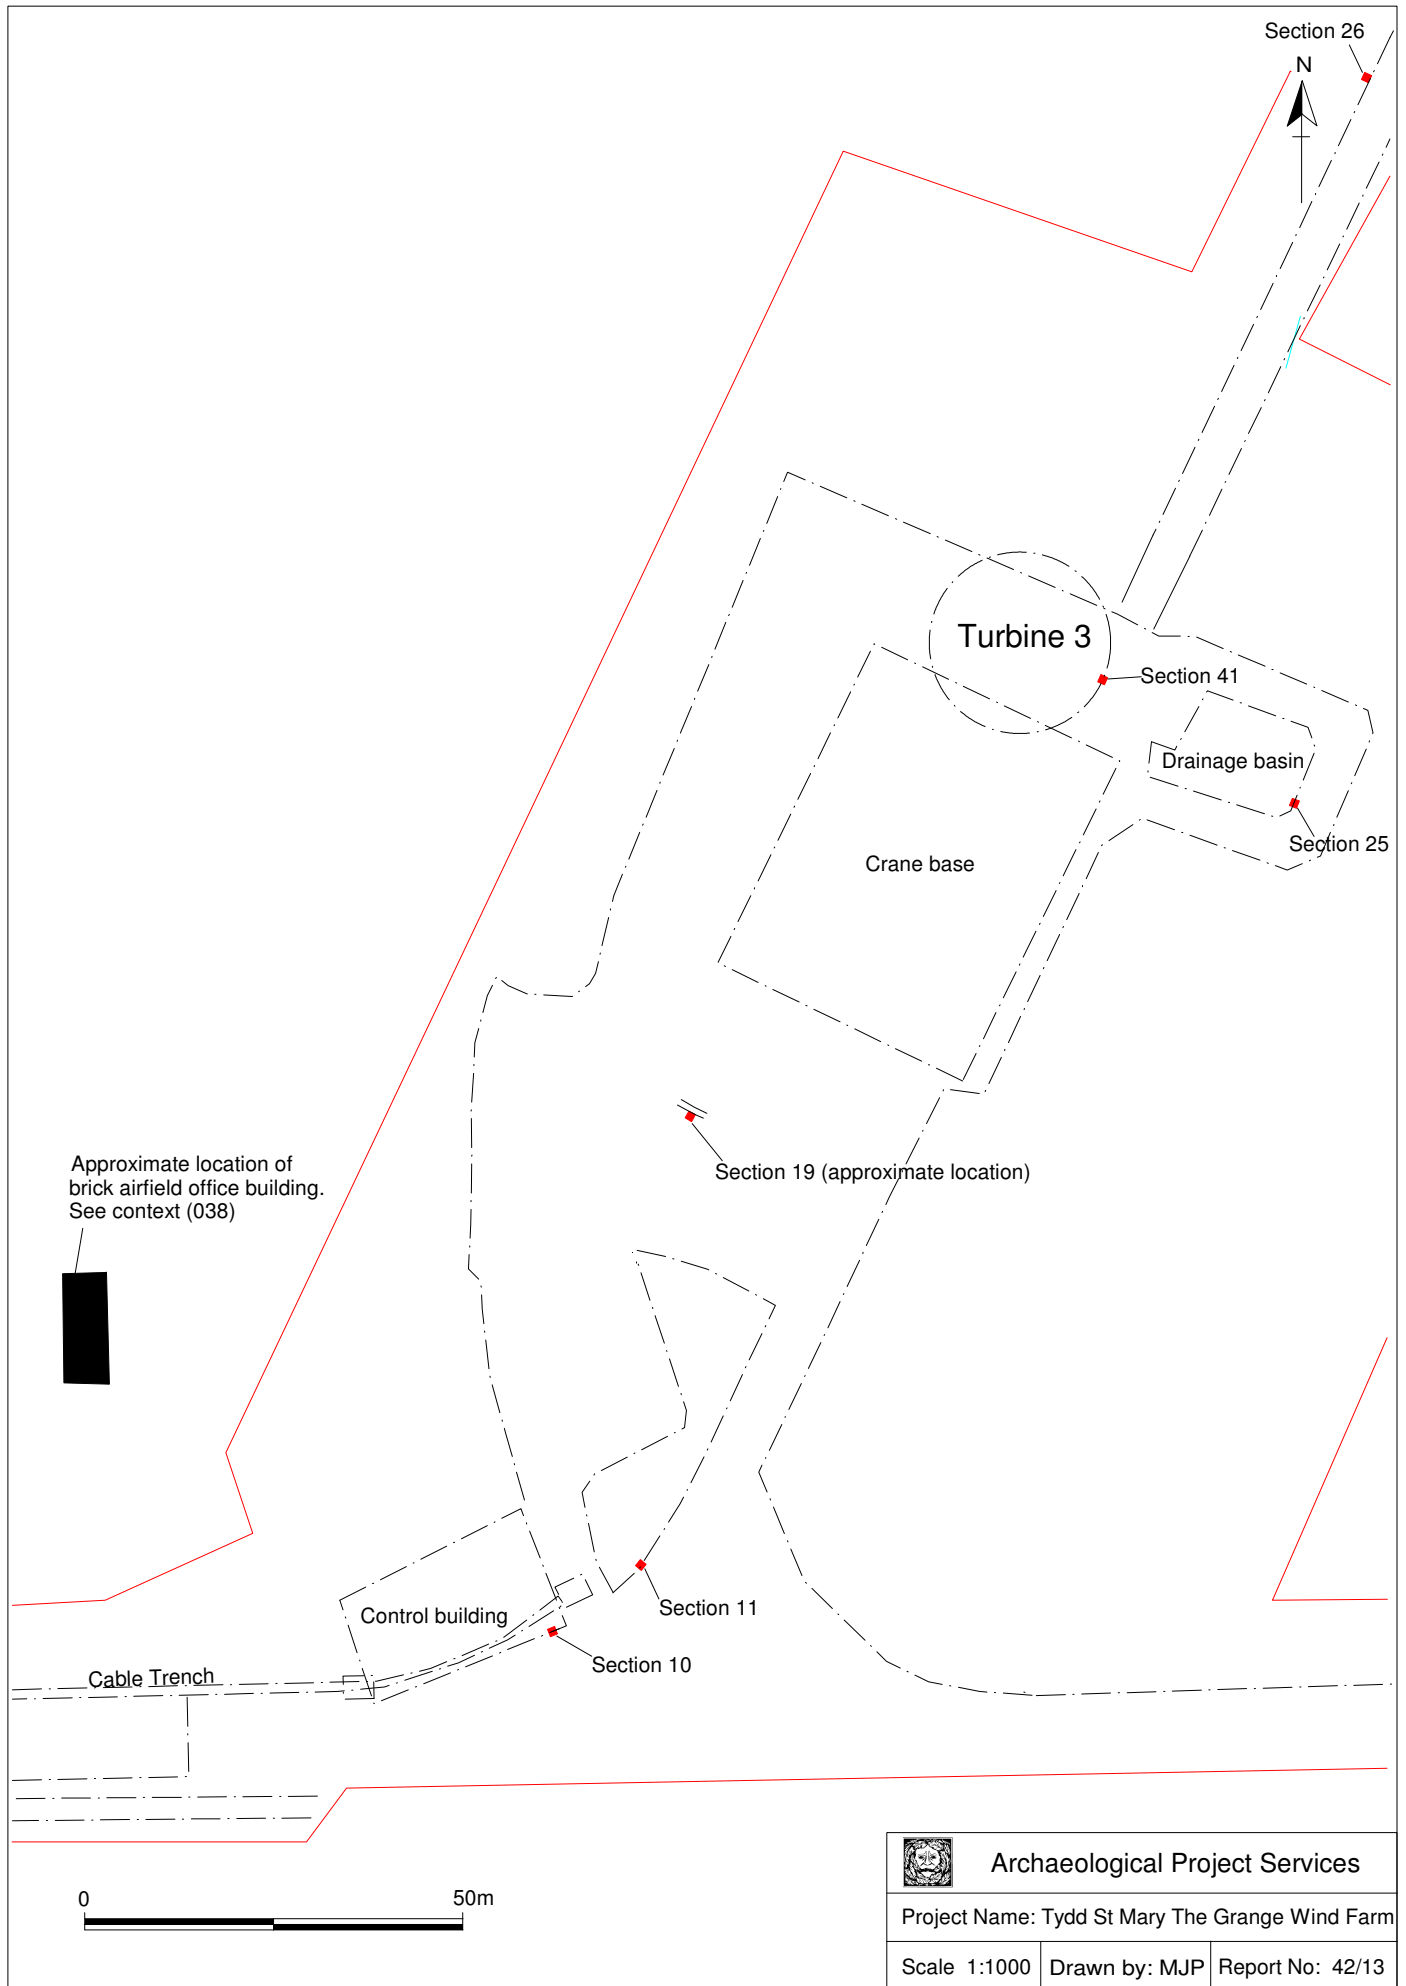 Section 26
N
Turbine 3
Section 41
Drainage basin
Section 25
Crane base
Approximate location of
brick airfield office building.
See context (038)
Section 19 (approximate location)
Section 11
Control building
Section 10
Cable Trench
0 50m
Archaeological Project Services
Project Name: Tydd St Mary The Grange Wind Farm
Scale 1:1000 Drawn by: MJP Report No: 42/13